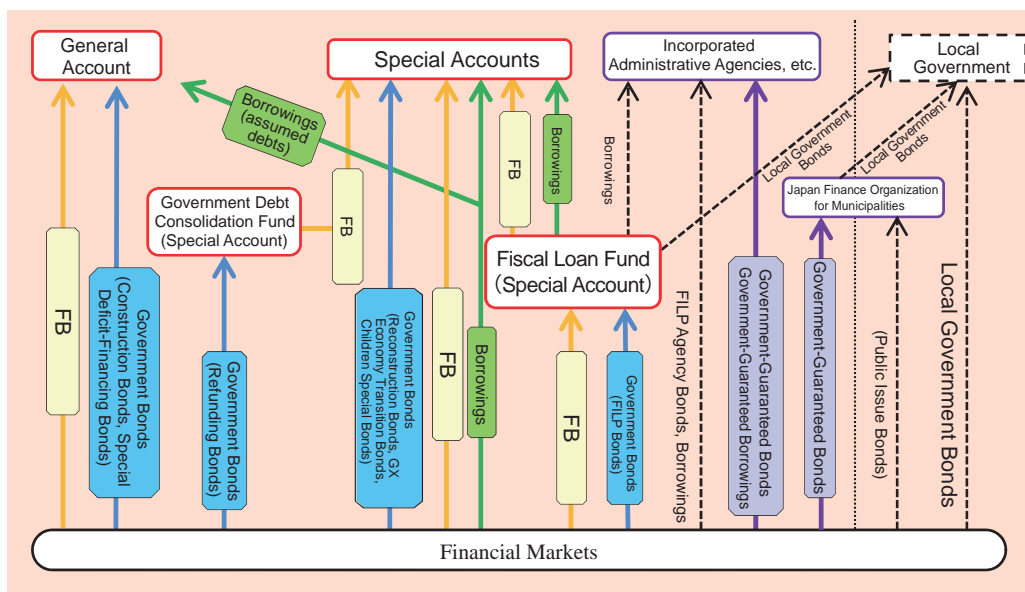 General
Account
Special Accounts
Incorporated
Administrative Agencies, etc.
Local
Government
Borrowings
(assumed
debts)
FB
Borrowings
Borrowings
Local Government
Bonds
Local Government
Bonds
Government Debt
Consolidation Fund
(Special Account)
FB
Japan Finance Organization
for Municipalities
Fiscal Loan Fund
(Special Account)
FB
Government Bonds
(Construction Bonds, Special
Deficit-Financing Bonds)
Government Bonds
(Refunding Bonds)
Government Bonds
(Reconstruction Bonds, GX
Economy Transition Bonds,
Children Special Bonds)
FB
Borrowings
FB
Government Bonds
(FILP Bonds)
FILP Agency Bonds, Borrowings
Government-Guaranteed Bonds
Government-Guaranteed Borrowings
Government-Guaranteed Bonds
(Public Issue Bonds)
Local Government Bonds
Financial Markets